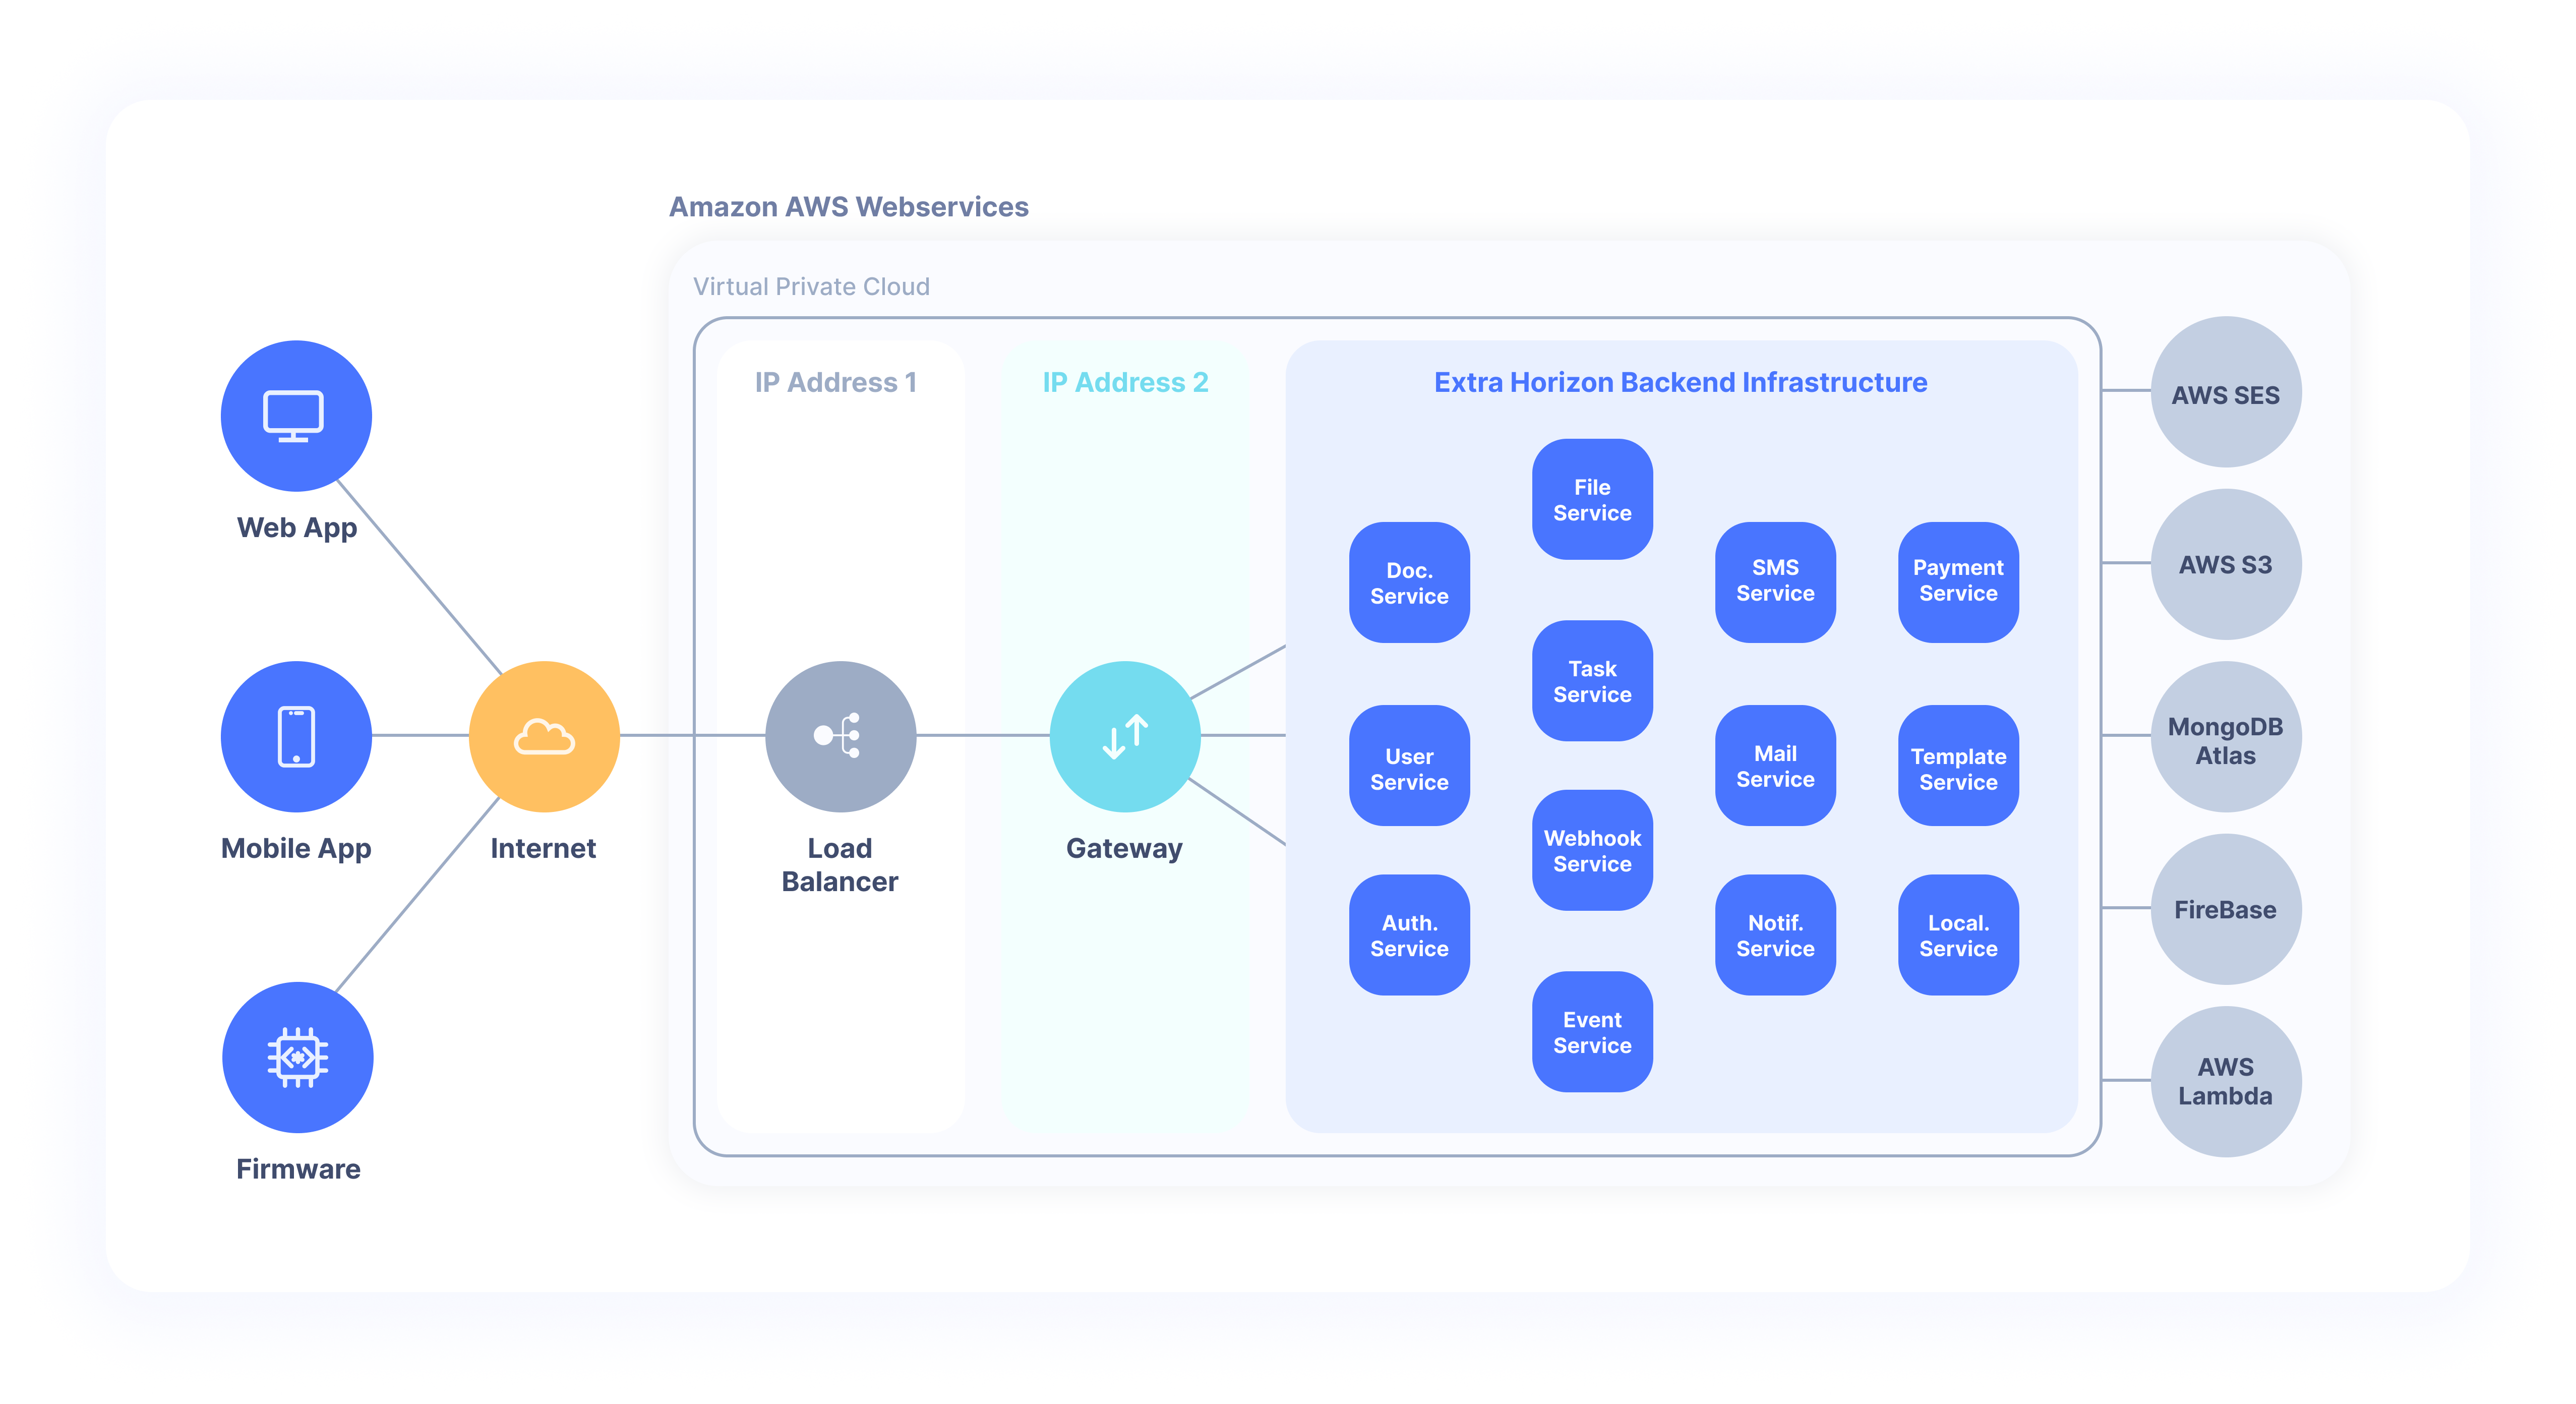 Amazon AWS Webservices
Virtual Private Cloud
Web App
Mobile App
Firmware
Internet
IP Address 1
Load
Balancer
IP Address 2
Gateway
Extra Horizon Backend Infrastructure
Doc.
Service
User
Service
Auth.
Service
File
Service
Task
Service
Webhook
Service
Event
Service
SMS
Service
Mail
Service
Notif.
Service
Payment
Service
Template
Service
Local.
Service
AWS SES
AWS S3
MongoDB
Atlas
FireBase
AWS
Lambda